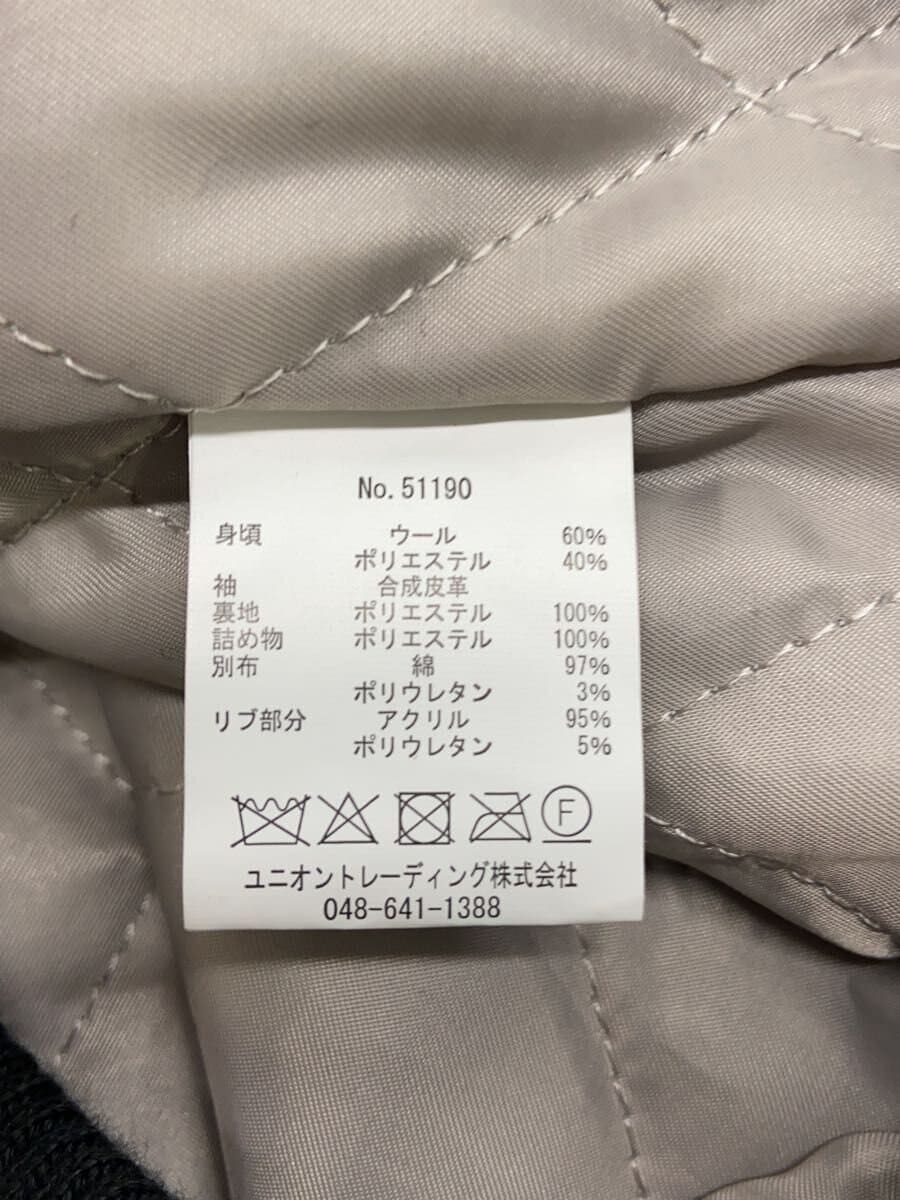 No. 51190
身頃 ウール 60%
ポリエステル 40%
袖 合成皮革
裏地 ポリエステル 100%
詰め物 ポリエステル 100%
別布 綿 97%
ポリウレタン 3%
リブ部分 アクリル 95%
ポリウレタン 5%
F
ユニオントレーディング株式会社
048-641-1388